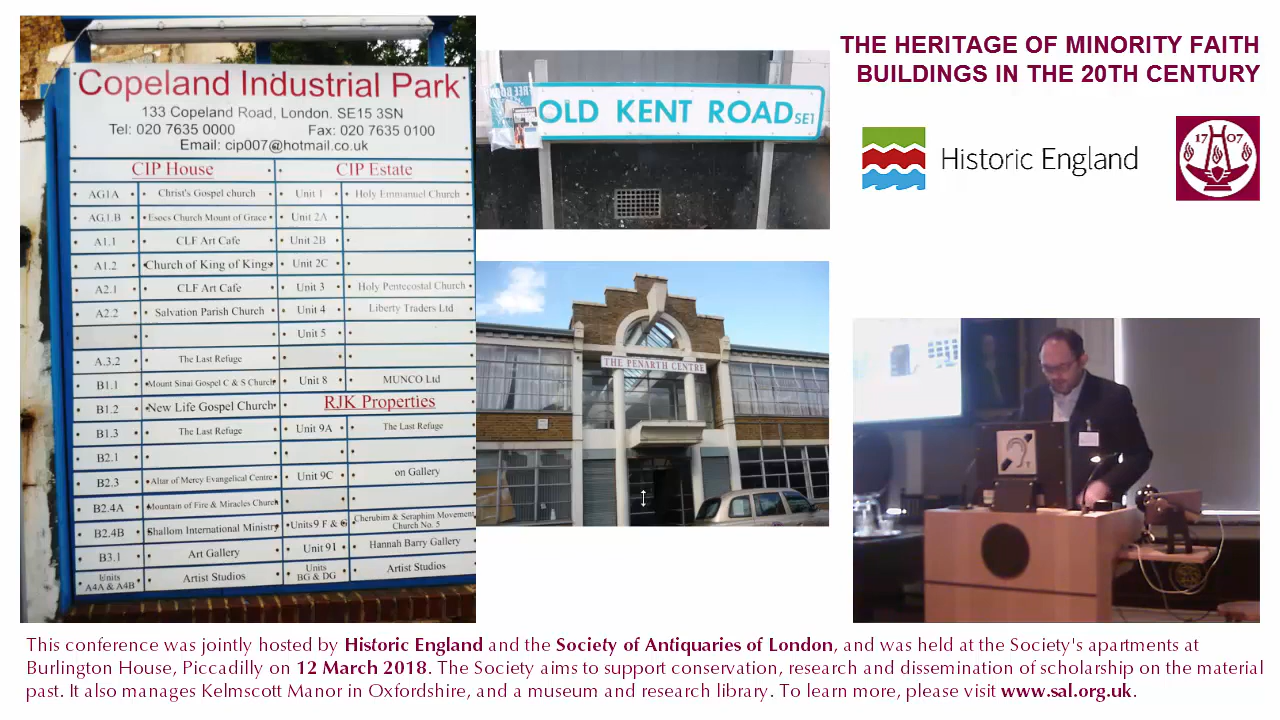 Copeland Industrial Park
133 Copeland Road, London. SE15 3SN
Tel: 020 7635 0000 Fax: 020 7635 0100
Email: cip007@hotmail.co.uk
CIP House CIP Estate
AG1A Christ's Gospel church Unit 1 Holy Emmanuel Church
AG.1.B Esocs Church Mount of Grace Unit 2A
A1.1 CLF Art Cafe Unit 2B
A1.2 Church of King of Kings Unit 2C
A2.1 CLF Art Cafe Unit 3 Holy Pentecostal Church
A2.2 Salvation Parish Church Unit 4 Liberty Traders Ltd
Unit 5
A.3.2 The Last Refuge
B1.1 Mount Sinai Gospel C & S Church Unit 8 MUNCO Ltd
B1.2 New Life Gospel Church RJK Properties
B1.3 The Last Refuge Unit 9A The Last Refuge
B2.1
B2.3 Altar of Mercy Evangelical Centre Unit 9C on Gallery
B2.4A Mountain of Fire & Miracles Church
B2.4B Shallom International Ministry Units 9 F & G Cherubim & Seraphim Movement Church No. 5
B3.1 Art Gallery Unit 91 Hannah Barry Gallery
Units A4A & A4B Artist Studios Units BG & DG Artist Studios
OLD KENT ROAD SE1
THE PENARTH CENTRE
THE HERITAGE OF MINORITY FAITH
BUILDINGS IN THE 20TH CENTURY
Historic England
1707
T
This conference was jointly hosted by Historic England and the Society of Antiquaries of London, and was held at the Society's apartments at
Burlington House, Piccadilly on 12 March 2018. The Society aims to support conservation, research and dissemination of scholarship on the material
past. It also manages Kelmscott Manor in Oxfordshire, and a museum and research library. To learn more, please visit www.sal.org.uk.